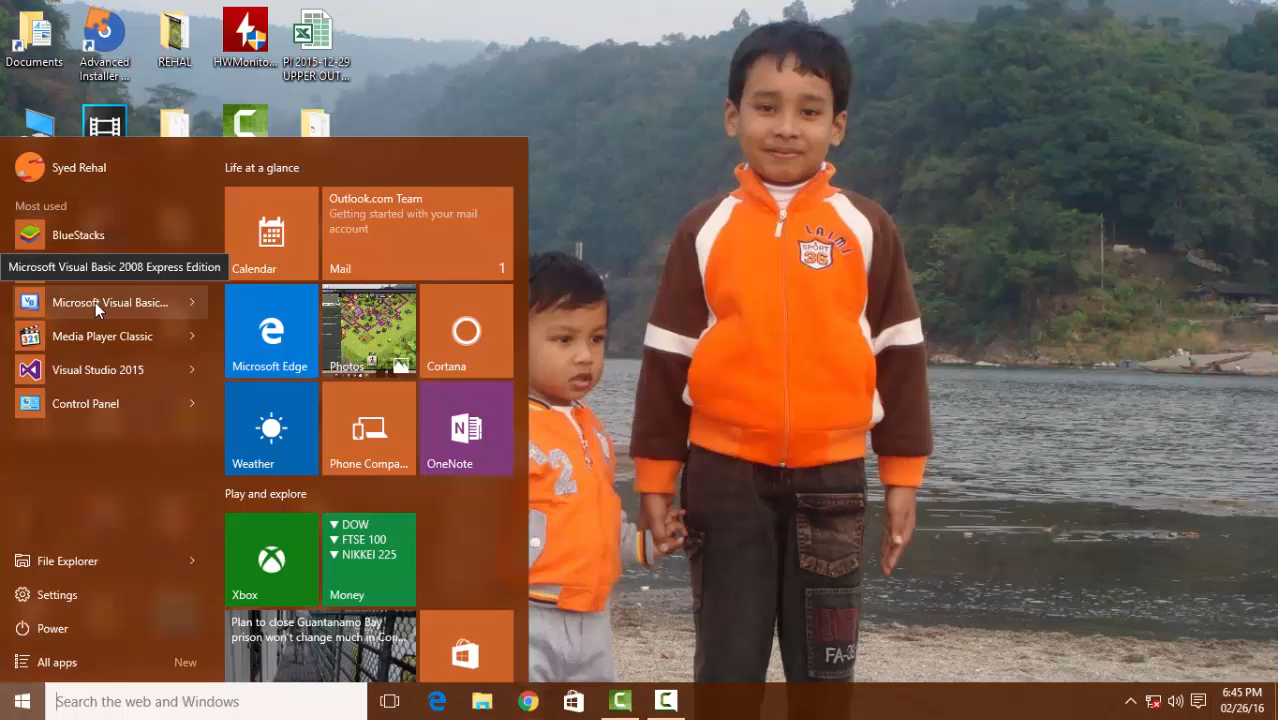 Documents
Advanced
Installer ...
REHAL
HWMonito...
PI 2015-12-29
UPPER OUT...
Syed Rehal
Most used
BlueStacks
Microsoft Visual Basic 2008 Express Edition
Microsoft Visual Basic...
Media Player Classic
Visual Studio 2015
Control Panel
File Explorer
Settings
Power
All apps
New
Life at a glance
Calendar
Outlook.com Team
Getting started with your mail
account
Mail
1
Microsoft Edge
Photos
Cortana
Weather
Phone Compa...
OneNote
Play and explore
Xbox
▼ DOW
▼ FTSE 100
▼ NIKKEI 225
Money
Plan to close Guantanamo Bay
prison won't change much in Con...
LAIMI
SPORT
36
Search the web and Windows
6:45 PM
02/26/16